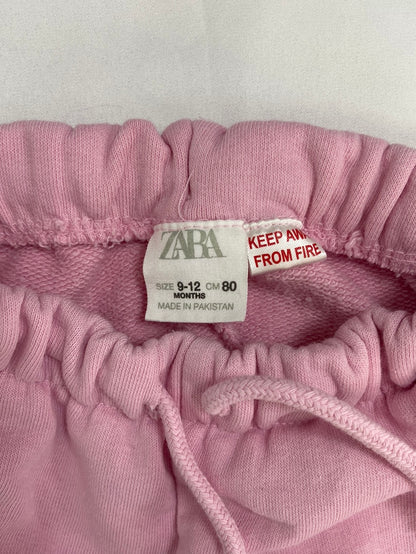 ZARA
SIZE 9-12 CM 80
MONTHS
MADE IN PAKISTAN
KEEP AW
FROM FIRE